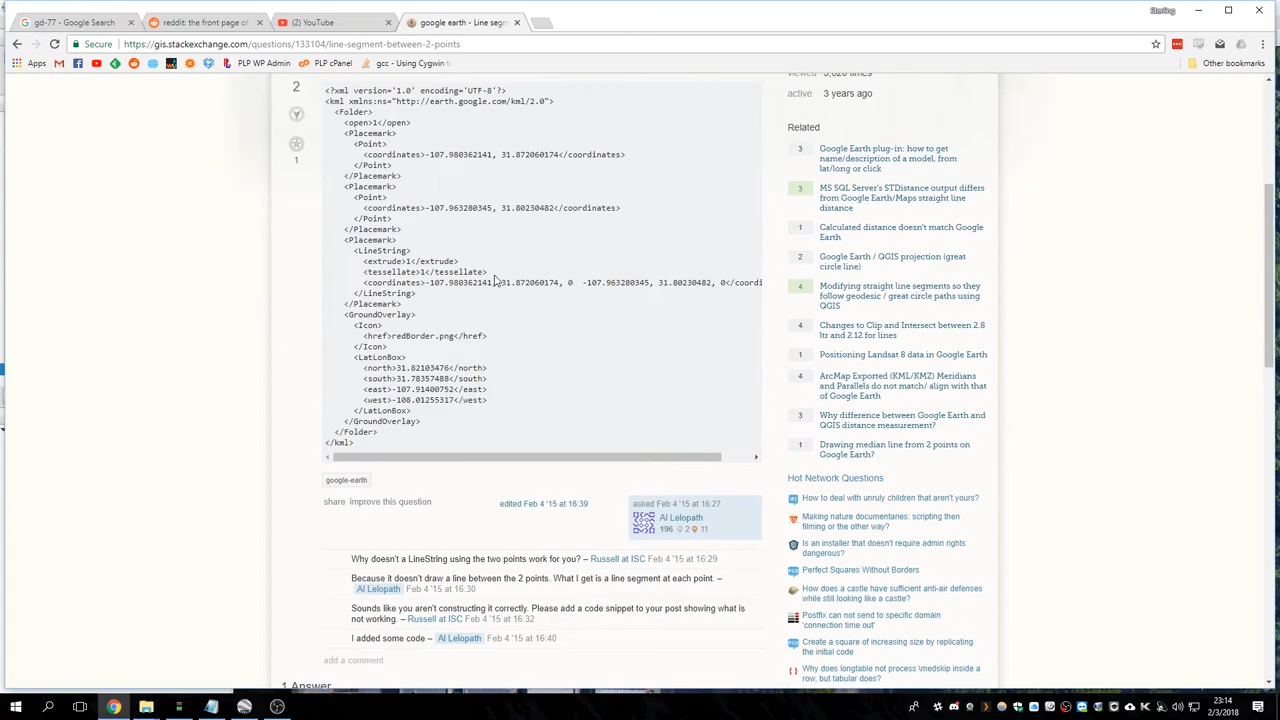 Sterling
gd-77 - Google Search
reddit: the front page of
(2) YouTube
google earth - Line segm
Secure
https://gis.stackexchange.com/questions/133104/line-segment-between-2-points
Apps
PLP WP Admin
PLP cPanel
gcc - Using Cygwin
Other bookmarks
2
1
<?xml version='1.0' encoding='UTF-8'?>
<kml xmlns:ns="http://earth.google.com/kml/2.0">
<Folder>
<open>1</open>
<Placemark>
<Point>
<coordinates>-107.980362141, 31.872060174</coordinates>
</Point>
</Placemark>
<Placemark>
<Point>
<coordinates>-107.963280345, 31.80230482</coordinates>
</Point>
</Placemark>
<Placemark>
<LineString>
<extrude>1</extrude>
<tessellate>1</tessellate>
<coordinates>-107.980362141, 31.872060174, 0 -107.963280345, 31.80230482, 0</coordi
</LineString>
</Placemark>
<GroundOverlay>
<Icon>
<href>redBorder.png</href>
</Icon>
<LatLonBox>
<north>31.82103476</north>
<south>31.78357488</south>
<east>-107.91400752</east>
<west>-108.01255317</west>
</LatLonBox>
</GroundOverlay>
</Folder>
</kml>
google-earth
share improve this question
edited Feb 4 '15 at 16:39
asked Feb 4 '15 at 16:27
Al Lelopath
196 2 11
Why doesn't a LineString using the two points work for you? – Russell at ISC Feb 4 '15 at 16:29
Because it doesn't draw a line between the 2 points. What I get is a line segment at each point. –
Al Lelopath Feb 4 '15 at 16:30
Sounds like you aren't constructing it correctly. Please add a code snippet to your post showing what is
not working. – Russell at ISC Feb 4 '15 at 16:32
I added some code – Al Lelopath Feb 4 '15 at 16:40
add a comment
1 Answer
active 3 years ago
Related
3 Google Earth plug-in: how to get
name/description of a model, from
lat/long or click
3 MS SQL Server's STDistance output differs
from Google Earth/Maps straight line
distance
1 Calculated distance doesn't match Google
Earth
2 Google Earth / QGIS projection (great
circle line)
4 Modifying straight line segments so they
follow geodesic / great circle paths using
QGIS
4 Changes to Clip and Intersect between 2.8
ltr and 2.12 for lines
1 Positioning Landsat 8 data in Google Earth
4 ArcMap Exported (KML/KMZ) Meridians
and Parallels do not match/ align with that
of Google Earth
3 Why difference between Google Earth and
QGIS distance measurement?
1 Drawing median line from 2 points on
Google Earth?
Hot Network Questions
How to deal with unruly children that aren't yours?
Making nature documentaries: scripting then
filming or the other way?
Is an installer that doesn't require admin rights
dangerous?
Perfect Squares Without Borders
How does a castle have sufficient anti-air defenses
while still looking like a castle?
Postfix can not send to specific domain
'connection time out'
Create a square of increasing size by replicating
the initial code
Why does longtable not process \medskip inside a
row, but tabular does?
23:14
2/3/2018